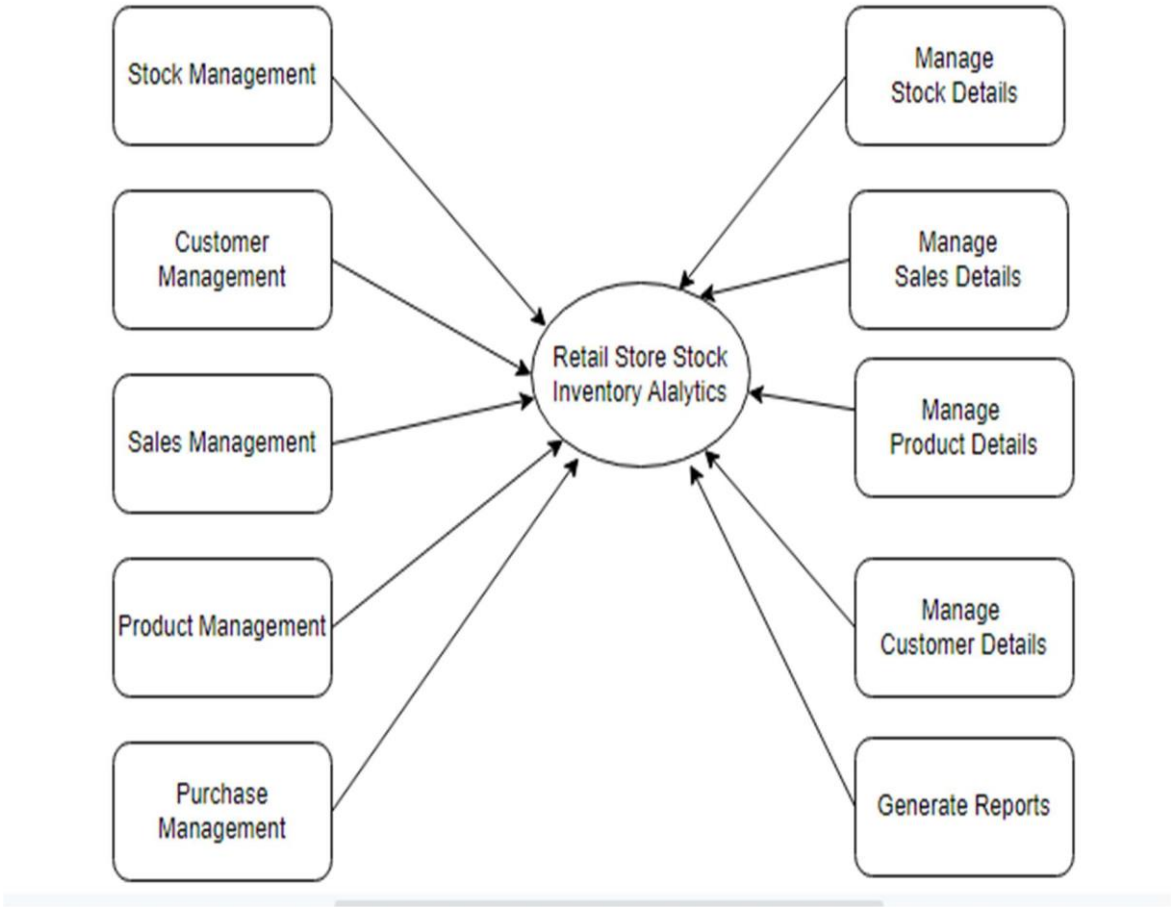 Stock Management
Customer
Management
Sales Management
Product Management
Purchase
Management
Retail Store Stock
Inventory Alalytics
Manage
Stock Details
Manage
Sales Details
Manage
Product Details
Manage
Customer Details
Generate Reports